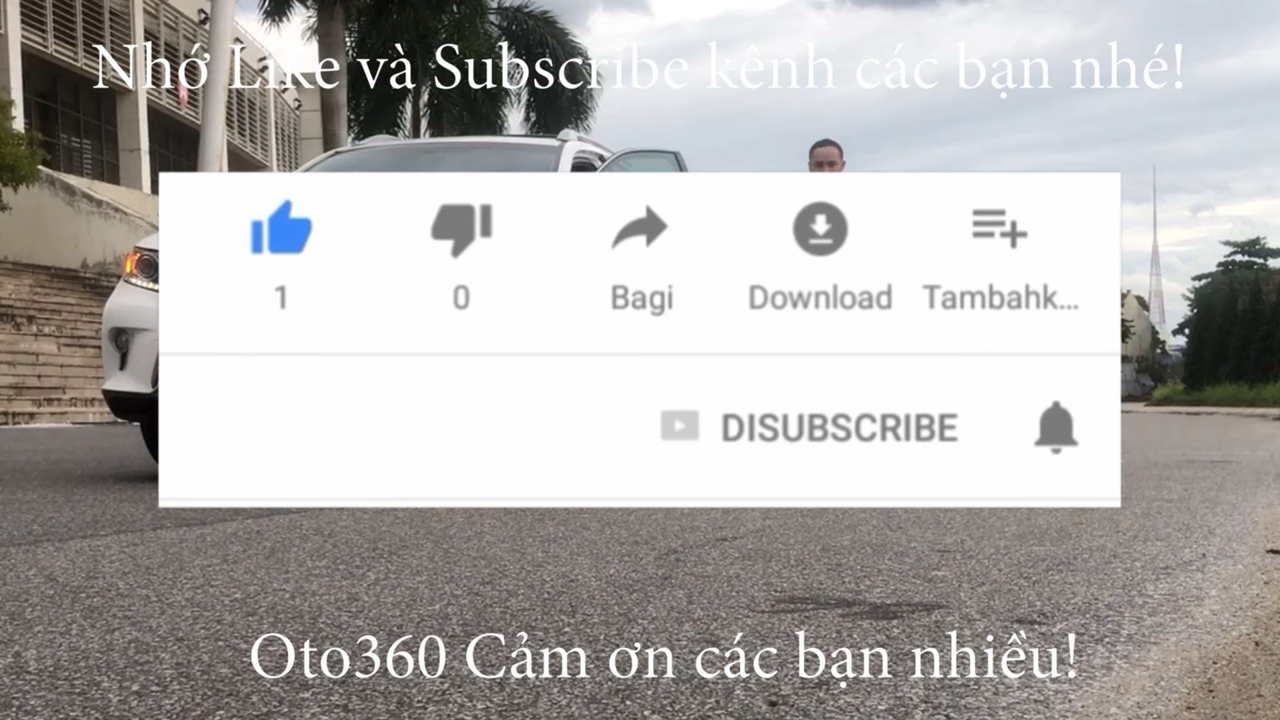 Nhớ Like và Subscribe kênh các bạn nhé!
1 0 Bagi Download Tambahk...
DISUBSCRIBE
Oto360 Cảm ơn các bạn nhiều!